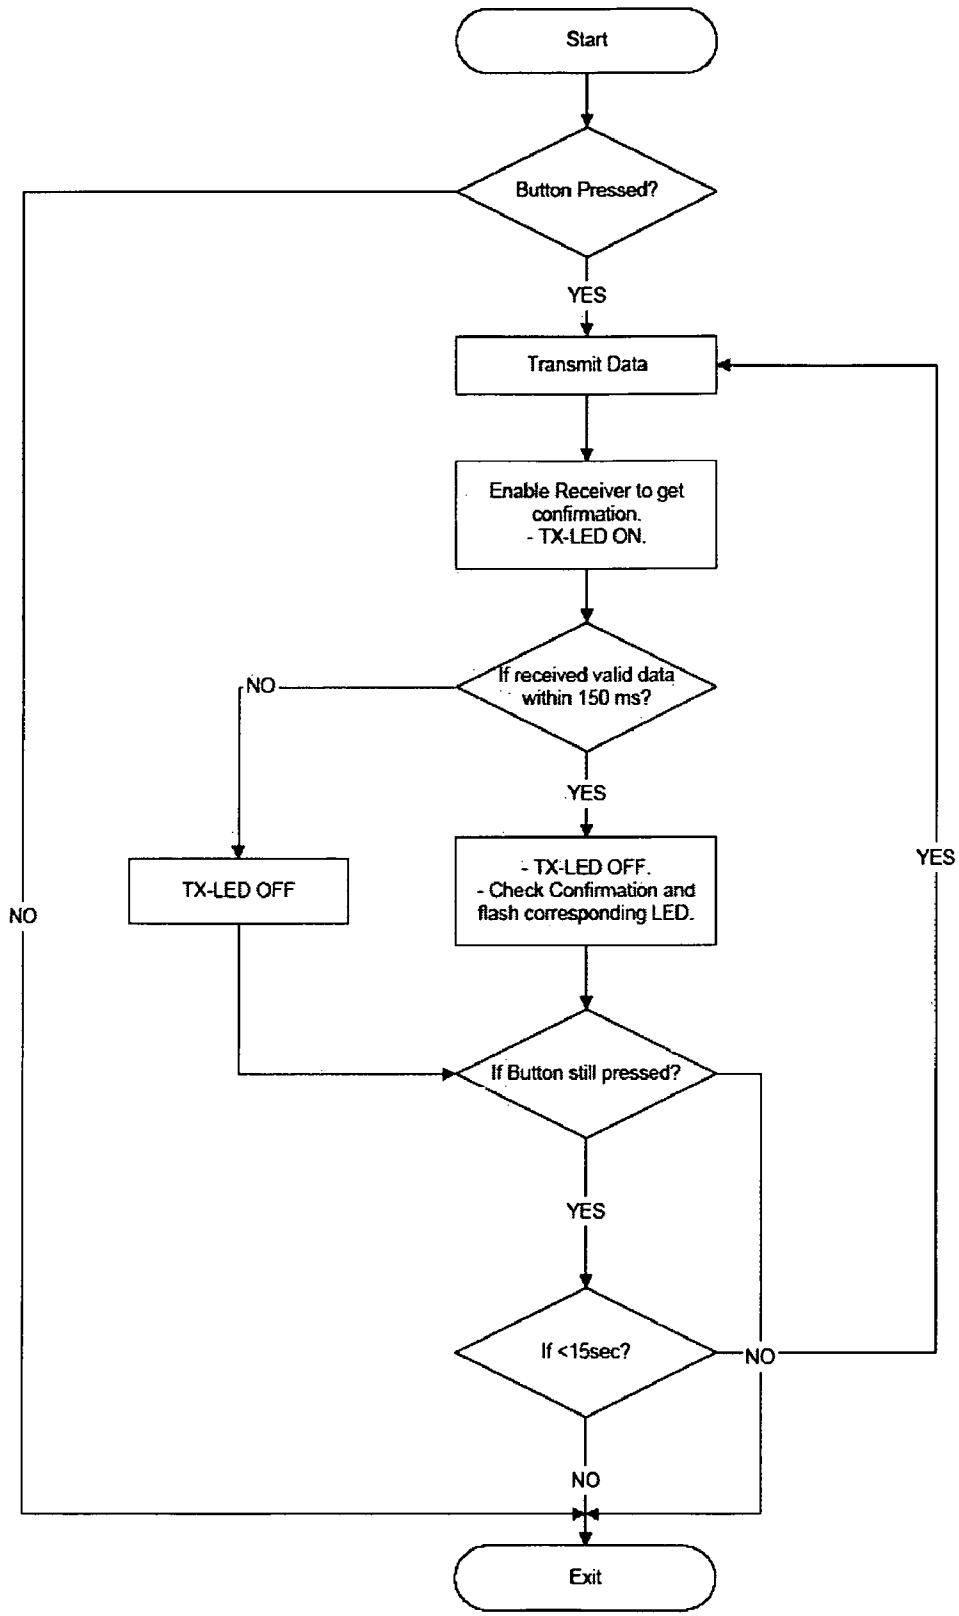 Start
Button Pressed?
YES
Transmit Data
Enable Receiver to get
confirmation.
- TX-LED ON.
If received valid data
within 150 ms?
NO
YES
- TX-LED OFF.
- Check Confirmation and
flash corresponding LED.
TX-LED OFF
YES
NO
If Button still pressed?
YES
If <15sec?
NO
NO
Exit